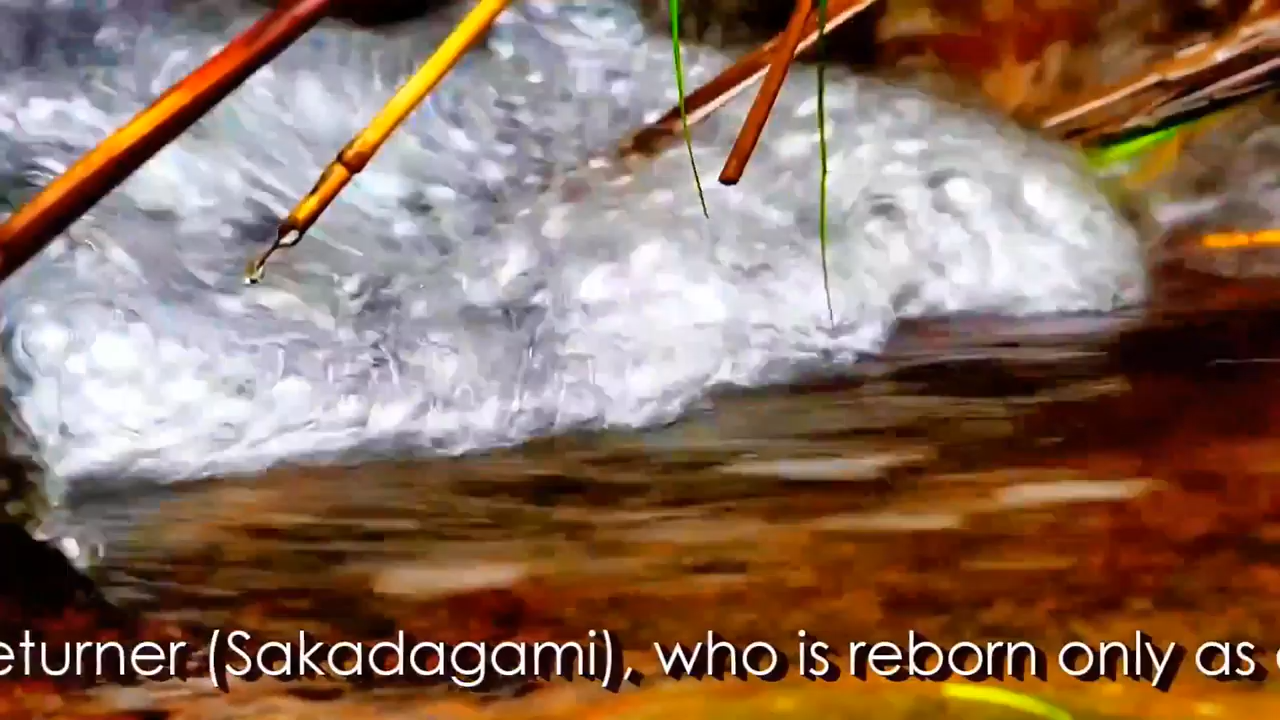 eturner (Sakadagami), who is reborn only as